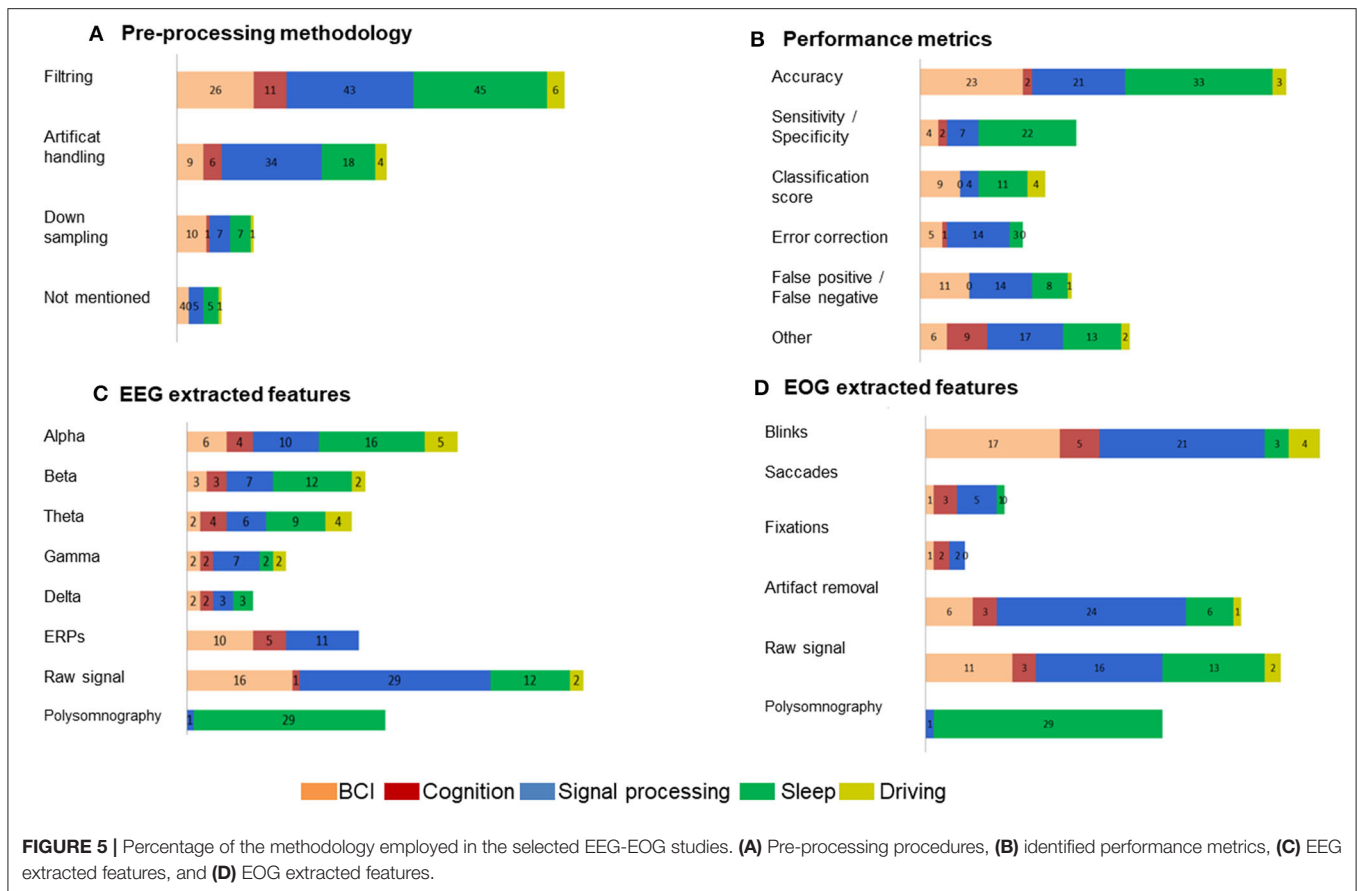 A Pre-processing methodology
Filtring
26 11 43 45 6
Artificat
handling
9 6 34 18 4
Down
sampling
10 1 7 7 1
Not mentioned
4 0 5 5 1
B Performance metrics
Accuracy
23 2 21 33 3
Sensitivity /
Specificity
4 2 7 22
Classification
score
9 0 4 11 4
Error correction
5 1 14 3 0
False positive /
False negative
11 0 14 8 1
Other
6 9 17 13 2
C EEG extracted features
Alpha
6 4 10 16 5
Beta
3 3 7 12 2
Theta
2 4 6 9 4
Gamma
2 2 7 2 2
Delta
2 2 3 3
ERPs
10 5 11
Raw signal
16 1 29 12 2
Polysomnography
1 29
D EOG extracted features
Blinks
17 5 21 3 4
Saccades
1 3 5 1 0
Fixations
1 2 2 0
Artifact removal
6 3 24 6 1
Raw signal
11 3 16 13 2
Polysomnography
1 29
BCI Cognition Signal processing Sleep Driving
FIGURE 5 | Percentage of the methodology employed in the selected EEG-EOG studies. (A) Pre-processing procedures, (B) identified performance metrics, (C) EEG
extracted features, and (D) EOG extracted features.